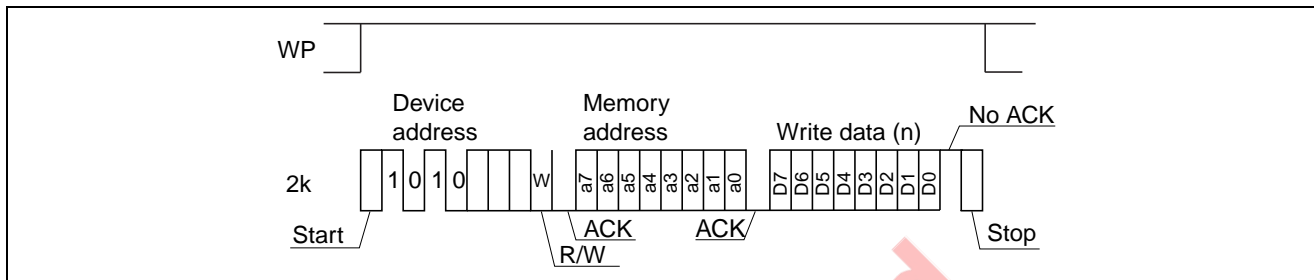 WP
Device address
Memory address
Write data (n)
No ACK
2k
1 0 1 0
W
a7 a6 a5 a4 a3 a2 a1 a0
D7 D6 D5 D4 D3 D2 D1 D0
Start
R/W
ACK
ACK
Stop